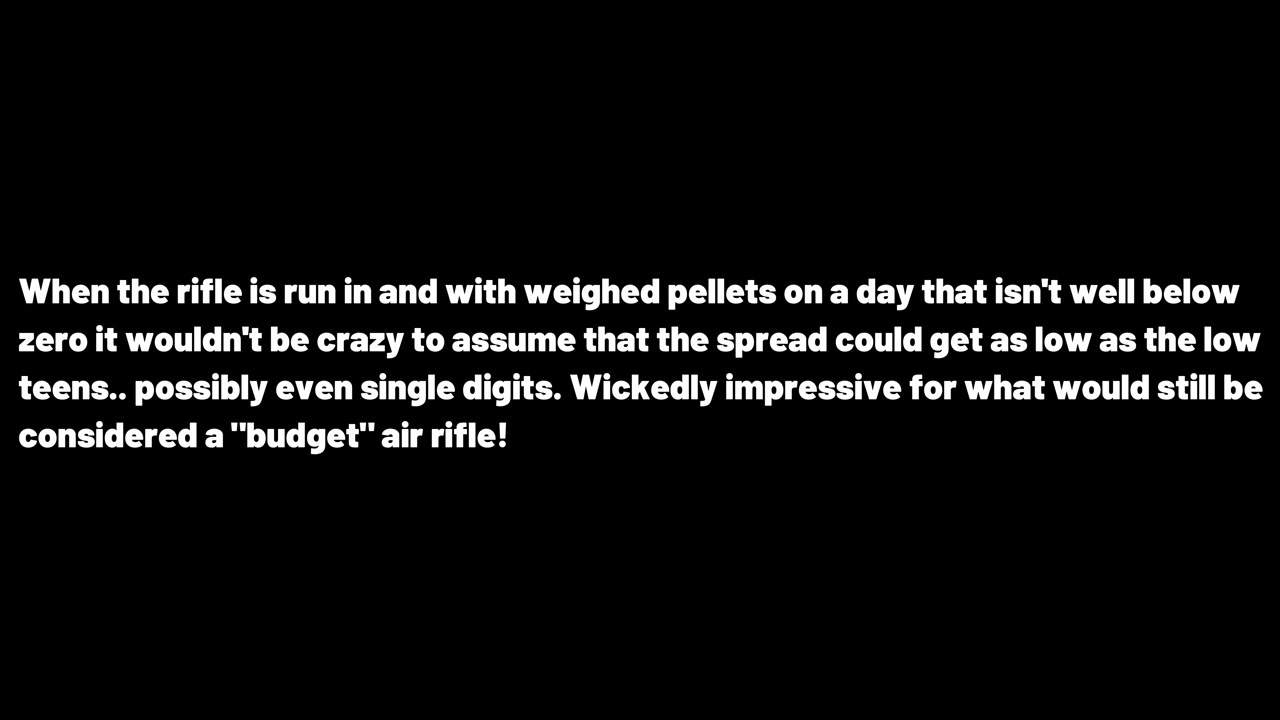 When the rifle is run in and with weighed pellets on a day that isn't well below
zero it wouldn't be crazy to assume that the spread could get as low as the low
teens.. possibly even single digits. Wickedly impressive for what would still be
considered a "budget" air rifle!